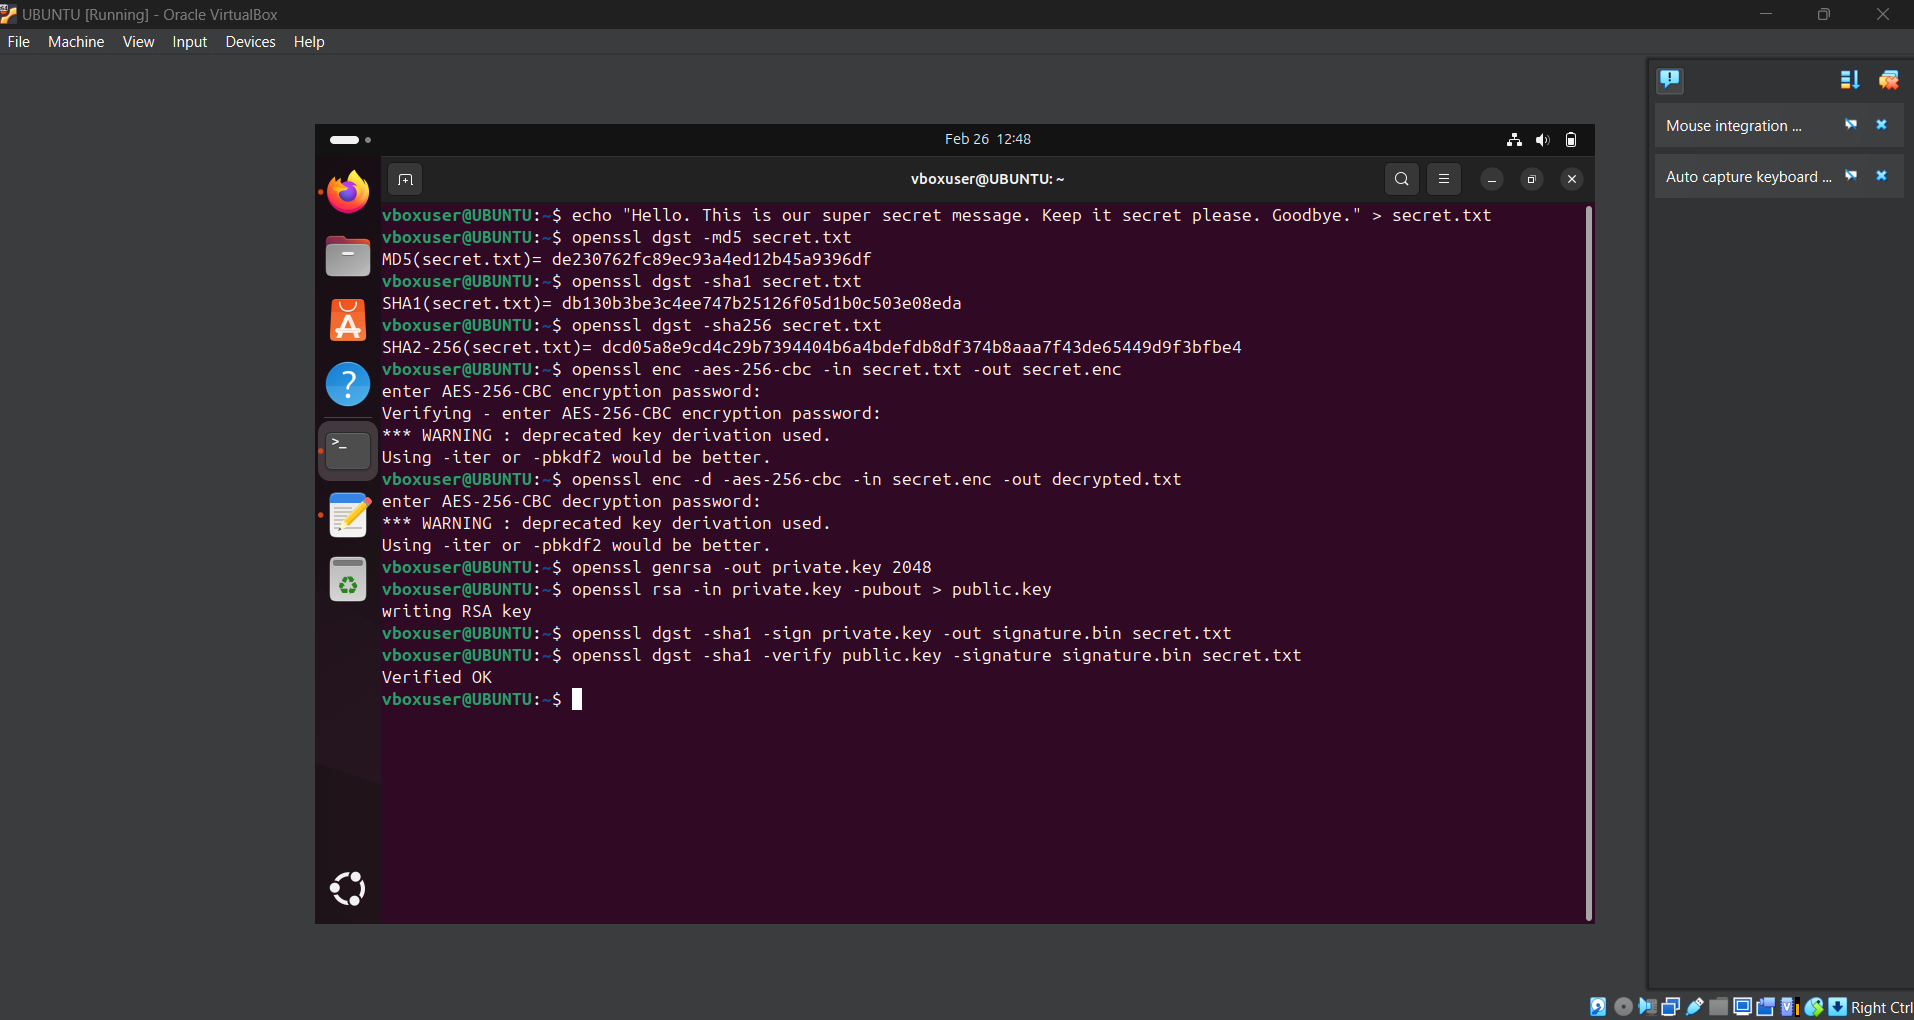 UBUNTU [Running] - Oracle VirtualBox
File Machine View Input Devices Help
Mouse integration ...
Auto capture keyboard ...
Feb 26 12:48
vboxuser@UBUNTU: ~
vboxuser@UBUNTU:~$ echo "Hello. This is our super secret message. Keep it secret please. Goodbye." > secret.txt
vboxuser@UBUNTU:~$ openssl dgst -md5 secret.txt
MD5(secret.txt)= de230762fc89ec93a4ed12b45a9396df
vboxuser@UBUNTU:~$ openssl dgst -sha1 secret.txt
SHA1(secret.txt)= db130b3be3c4ee747b25126f05d1b0c503e08eda
vboxuser@UBUNTU:~$ openssl dgst -sha256 secret.txt
SHA2-256(secret.txt)= dcd05a8e9cd4c29b7394404b6a4bdefdb8df374b8aaa7f43de65449d9f3bfbe4
vboxuser@UBUNTU:~$ openssl enc -aes-256-cbc -in secret.txt -out secret.enc
enter AES-256-CBC encryption password:
Verifying - enter AES-256-CBC encryption password:
*** WARNING : deprecated key derivation used.
Using -iter or -pbkdf2 would be better.
vboxuser@UBUNTU:~$ openssl enc -d -aes-256-cbc -in secret.enc -out decrypted.txt
enter AES-256-CBC decryption password:
*** WARNING : deprecated key derivation used.
Using -iter or -pbkdf2 would be better.
vboxuser@UBUNTU:~$ openssl genrsa -out private.key 2048
vboxuser@UBUNTU:~$ openssl rsa -in private.key -pubout > public.key
writing RSA key
vboxuser@UBUNTU:~$ openssl dgst -sha1 -sign private.key -out signature.bin secret.txt
vboxuser@UBUNTU:~$ openssl dgst -sha1 -verify public.key -signature signature.bin secret.txt
Verified OK
vboxuser@UBUNTU:~$
Right Ctrl